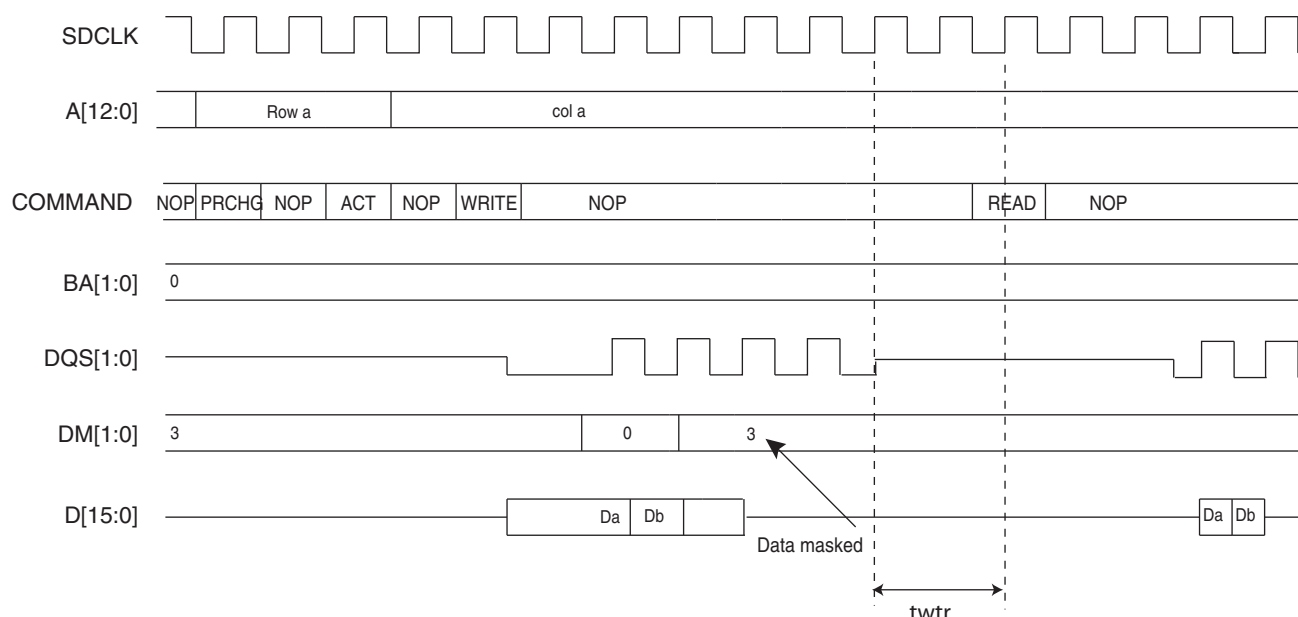 SDCLK
A[12:0] Row a col a
COMMAND NOP PRCHG NOP ACT NOP WRITE NOP READ NOP
BA[1:0] 0
DQS[1:0]
DM[1:0] 3 0 3
D[15:0] Da Db Da Db
Data masked
twtr